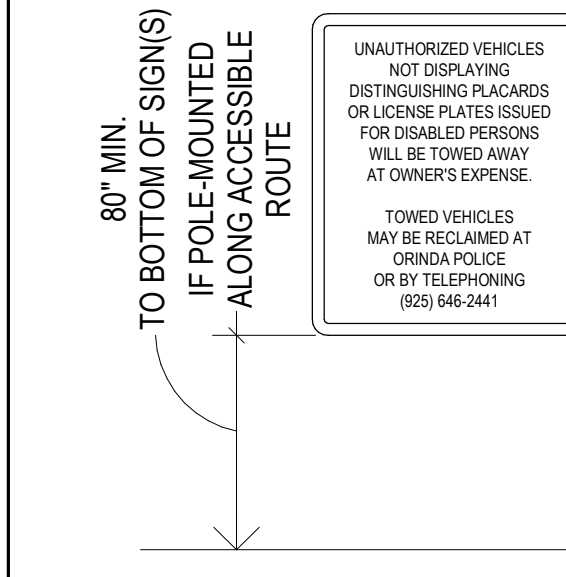 80" MIN.
TO BOTTOM OF SIGN(S)
IF POLE-MOUNTED
ALONG ACCESSIBLE
ROUTE
UNAUTHORIZED VEHICLES
NOT DISPLAYING
DISTINGUISHING PLACARDS
OR LICENSE PLATES ISSUED
FOR DISABLED PERSONS
WILL BE TOWED AWAY
AT OWNER'S EXPENSE.
TOWED VEHICLES
MAY BE RECLAIMED AT
ORINDA POLICE
OR BY TELEPHONING
(925) 646-2441